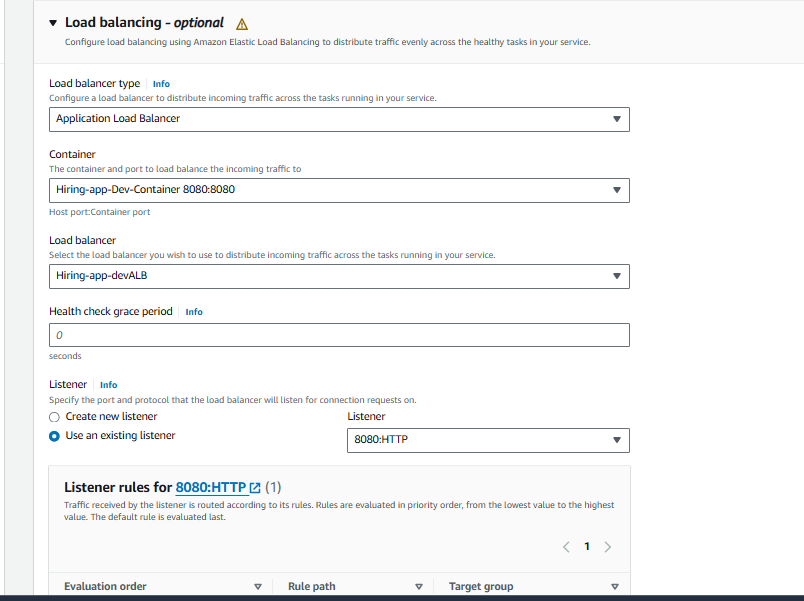 Load balancing - optional
Configure load balancing using Amazon Elastic Load Balancing to distribute traffic evenly across the healthy tasks in your service.
Load balancer type Info
Configure a load balancer to distribute incoming traffic across the tasks running in your service.
Application Load Balancer
Container
The container and port to load balance the incoming traffic to
Hiring-app-Dev-Container 8080:8080
Host port:Container port
Load balancer
Select the load balancer you wish to use to distribute incoming traffic across the tasks running in your service.
Hiring-app-devALB
Health check grace period Info
0
seconds
Listener Info
Specify the port and protocol that the load balancer will listen for connection requests on.
Create new listener
Use an existing listener
Listener
8080:HTTP
Listener rules for 8080:HTTP (1)
Traffic received by the listener is routed according to its rules. Rules are evaluated in priority order, from the lowest value to the highest
value. The default rule is evaluated last.
1
Evaluation order Rule path Target group